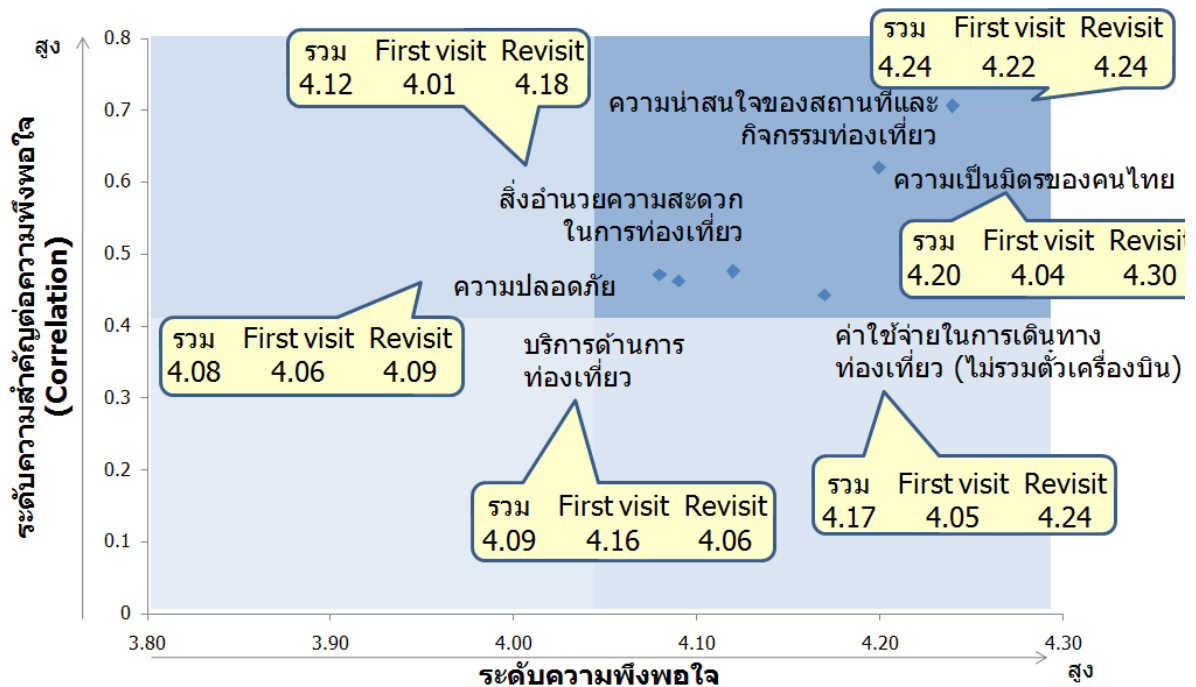 สูง
ระดับความสำคัญต่อความพึงพอใจ
(Correlation)
0.8
0.7
0.6
0.5
0.4
0.3
0.2
0.1
0
รวม First visit Revisit
4.12 4.01 4.18
รวม First visit Revisit
4.24 4.22 4.24
ความน่าสนใจของสถานที่และ
กิจกรรมท่องเที่ยว
สิ่งอำนวยความสะดวก
ในการท่องเที่ยว
ความเป็นมิตรของคนไทย
รวม First visit Revisit
4.20 4.04 4.30
ความปลอดภัย
รวม First visit Revisit
4.08 4.06 4.09
บริการด้านการ
ท่องเที่ยว
ค่าใช้จ่ายในการเดินทาง
ท่องเที่ยว (ไม่รวมตั๋วเครื่องบิน)
รวม First visit Revisit
4.09 4.16 4.06
รวม First visit Revisit
4.17 4.05 4.24
3.80 3.90 4.00 4.10 4.20 4.30
ระดับความพึงพอใจ
สูง